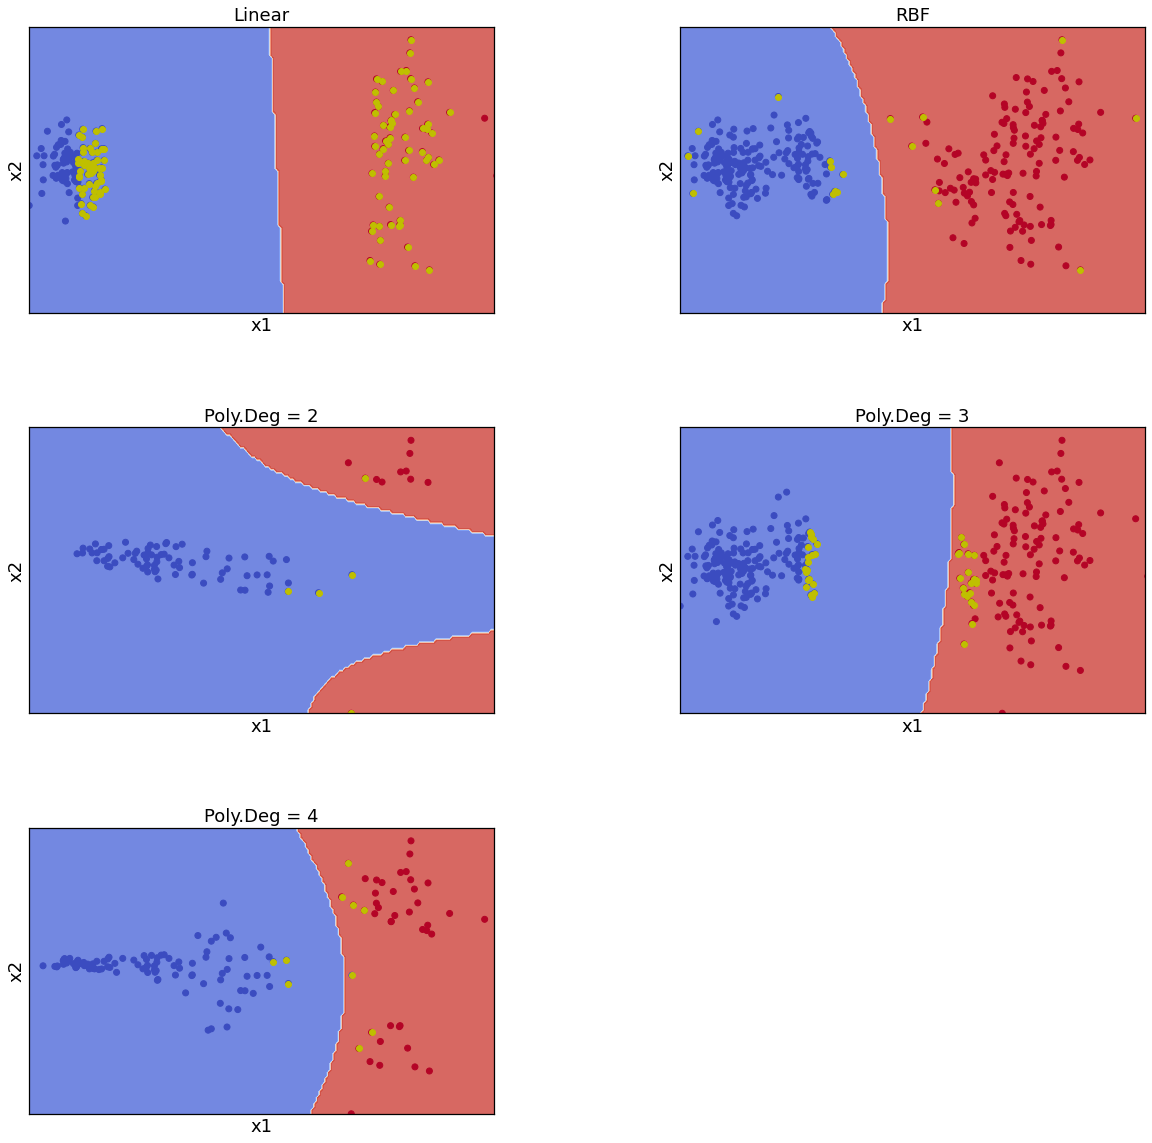 Linear
RBF
x2
x2
x1
x1
Poly.Deg = 2
Poly.Deg = 3
x2
x2
x1
x1
Poly.Deg = 4
x2
x1